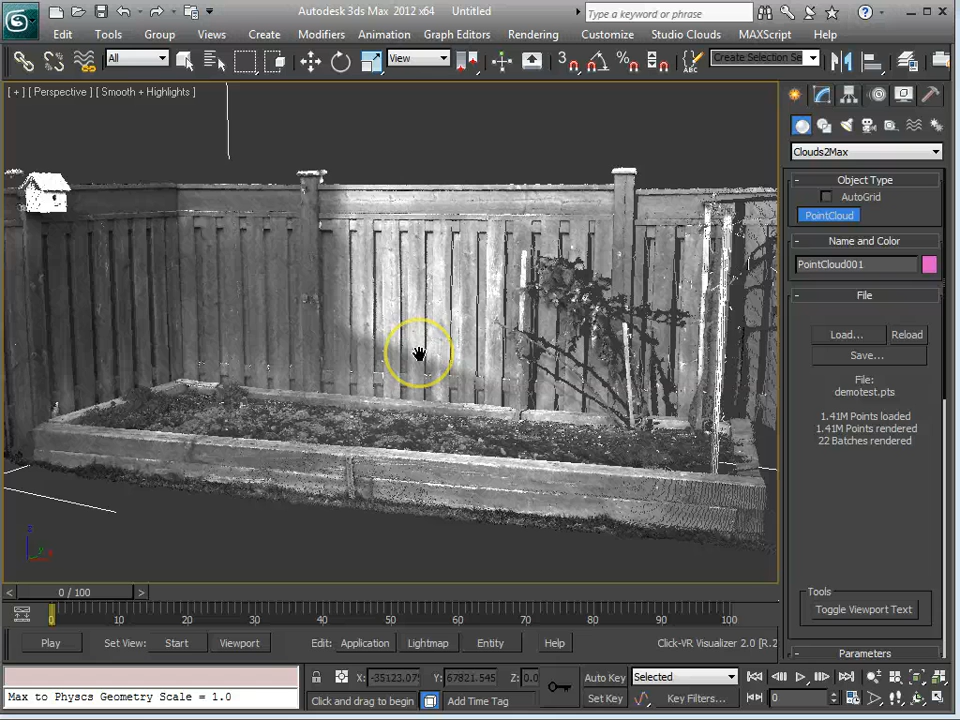 Autodesk 3ds Max 2012 x64 Untitled
Type a keyword or phrase
Edit Tools Group Views Create Modifiers Animation Graph Editors Rendering Customize Studio Clouds MAXScript Help
All
View
3
Create Selection Se
[ + ] [ Perspective ] [ Smooth + Highlights ]
Clouds2Max
- Object Type
AutoGrid
PointCloud
- Name and Color
PointCloud001
- File
Load... Reload
Save...
File:
demotest.pts
1.41M Points loaded
1.41M Points rendered
22 Batches rendered
Tools
Toggle Viewport Text
- Parameters
z
y
x
< 0 / 100 >
0 10 20 30 40 50 60 70 80 90 100
Play Set View: Start Viewport Edit: Application Lightmap Entity Help Click-VR Visualizer 2.0 [R.2
Max to Physcs Geometry Scale = 1.0
X: -35123.075 Y: 67821.545 Z: 0.0
Click and drag to begin Add Time Tag
Auto Key Selected
Set Key Key Filters... 0